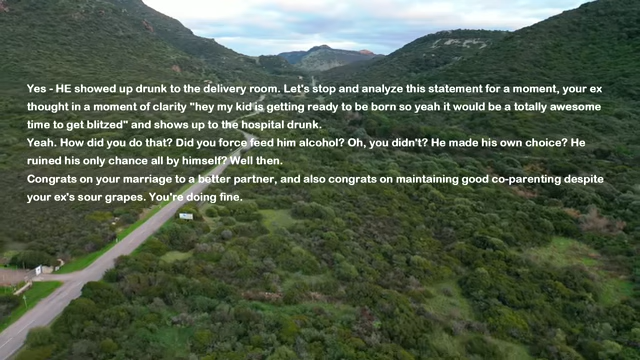 Yes - HE showed up drunk to the delivery room. Let's stop and analyze this statement for a moment, your ex
thought in a moment of clarity "hey my kid is getting ready to be born so yeah it would be a totally awesome
time to get blitzed" and shows up to the hospital drunk.
Yeah. How did you do that? Did you force feed him alcohol? Oh, you didn't? He made his own choice? He
ruined his only chance all by himself? Well then.
Congrats on your marriage to a better partner, and also congrats on maintaining good co-parenting despite
your ex's sour grapes. You're doing fine.